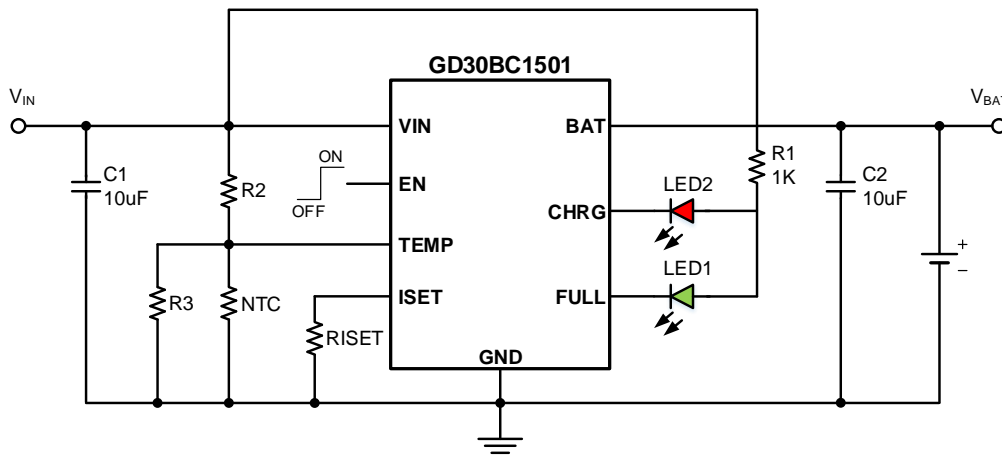 GD30BC1501
VIN
VBAT
VIN
BAT
C1
10uF
R2
ON
OFF
EN
R1
1K
C2
10uF
LED2
CHRG
TEMP
+
−
R3
NTC
ISET
RISET
LED1
FULL
GND